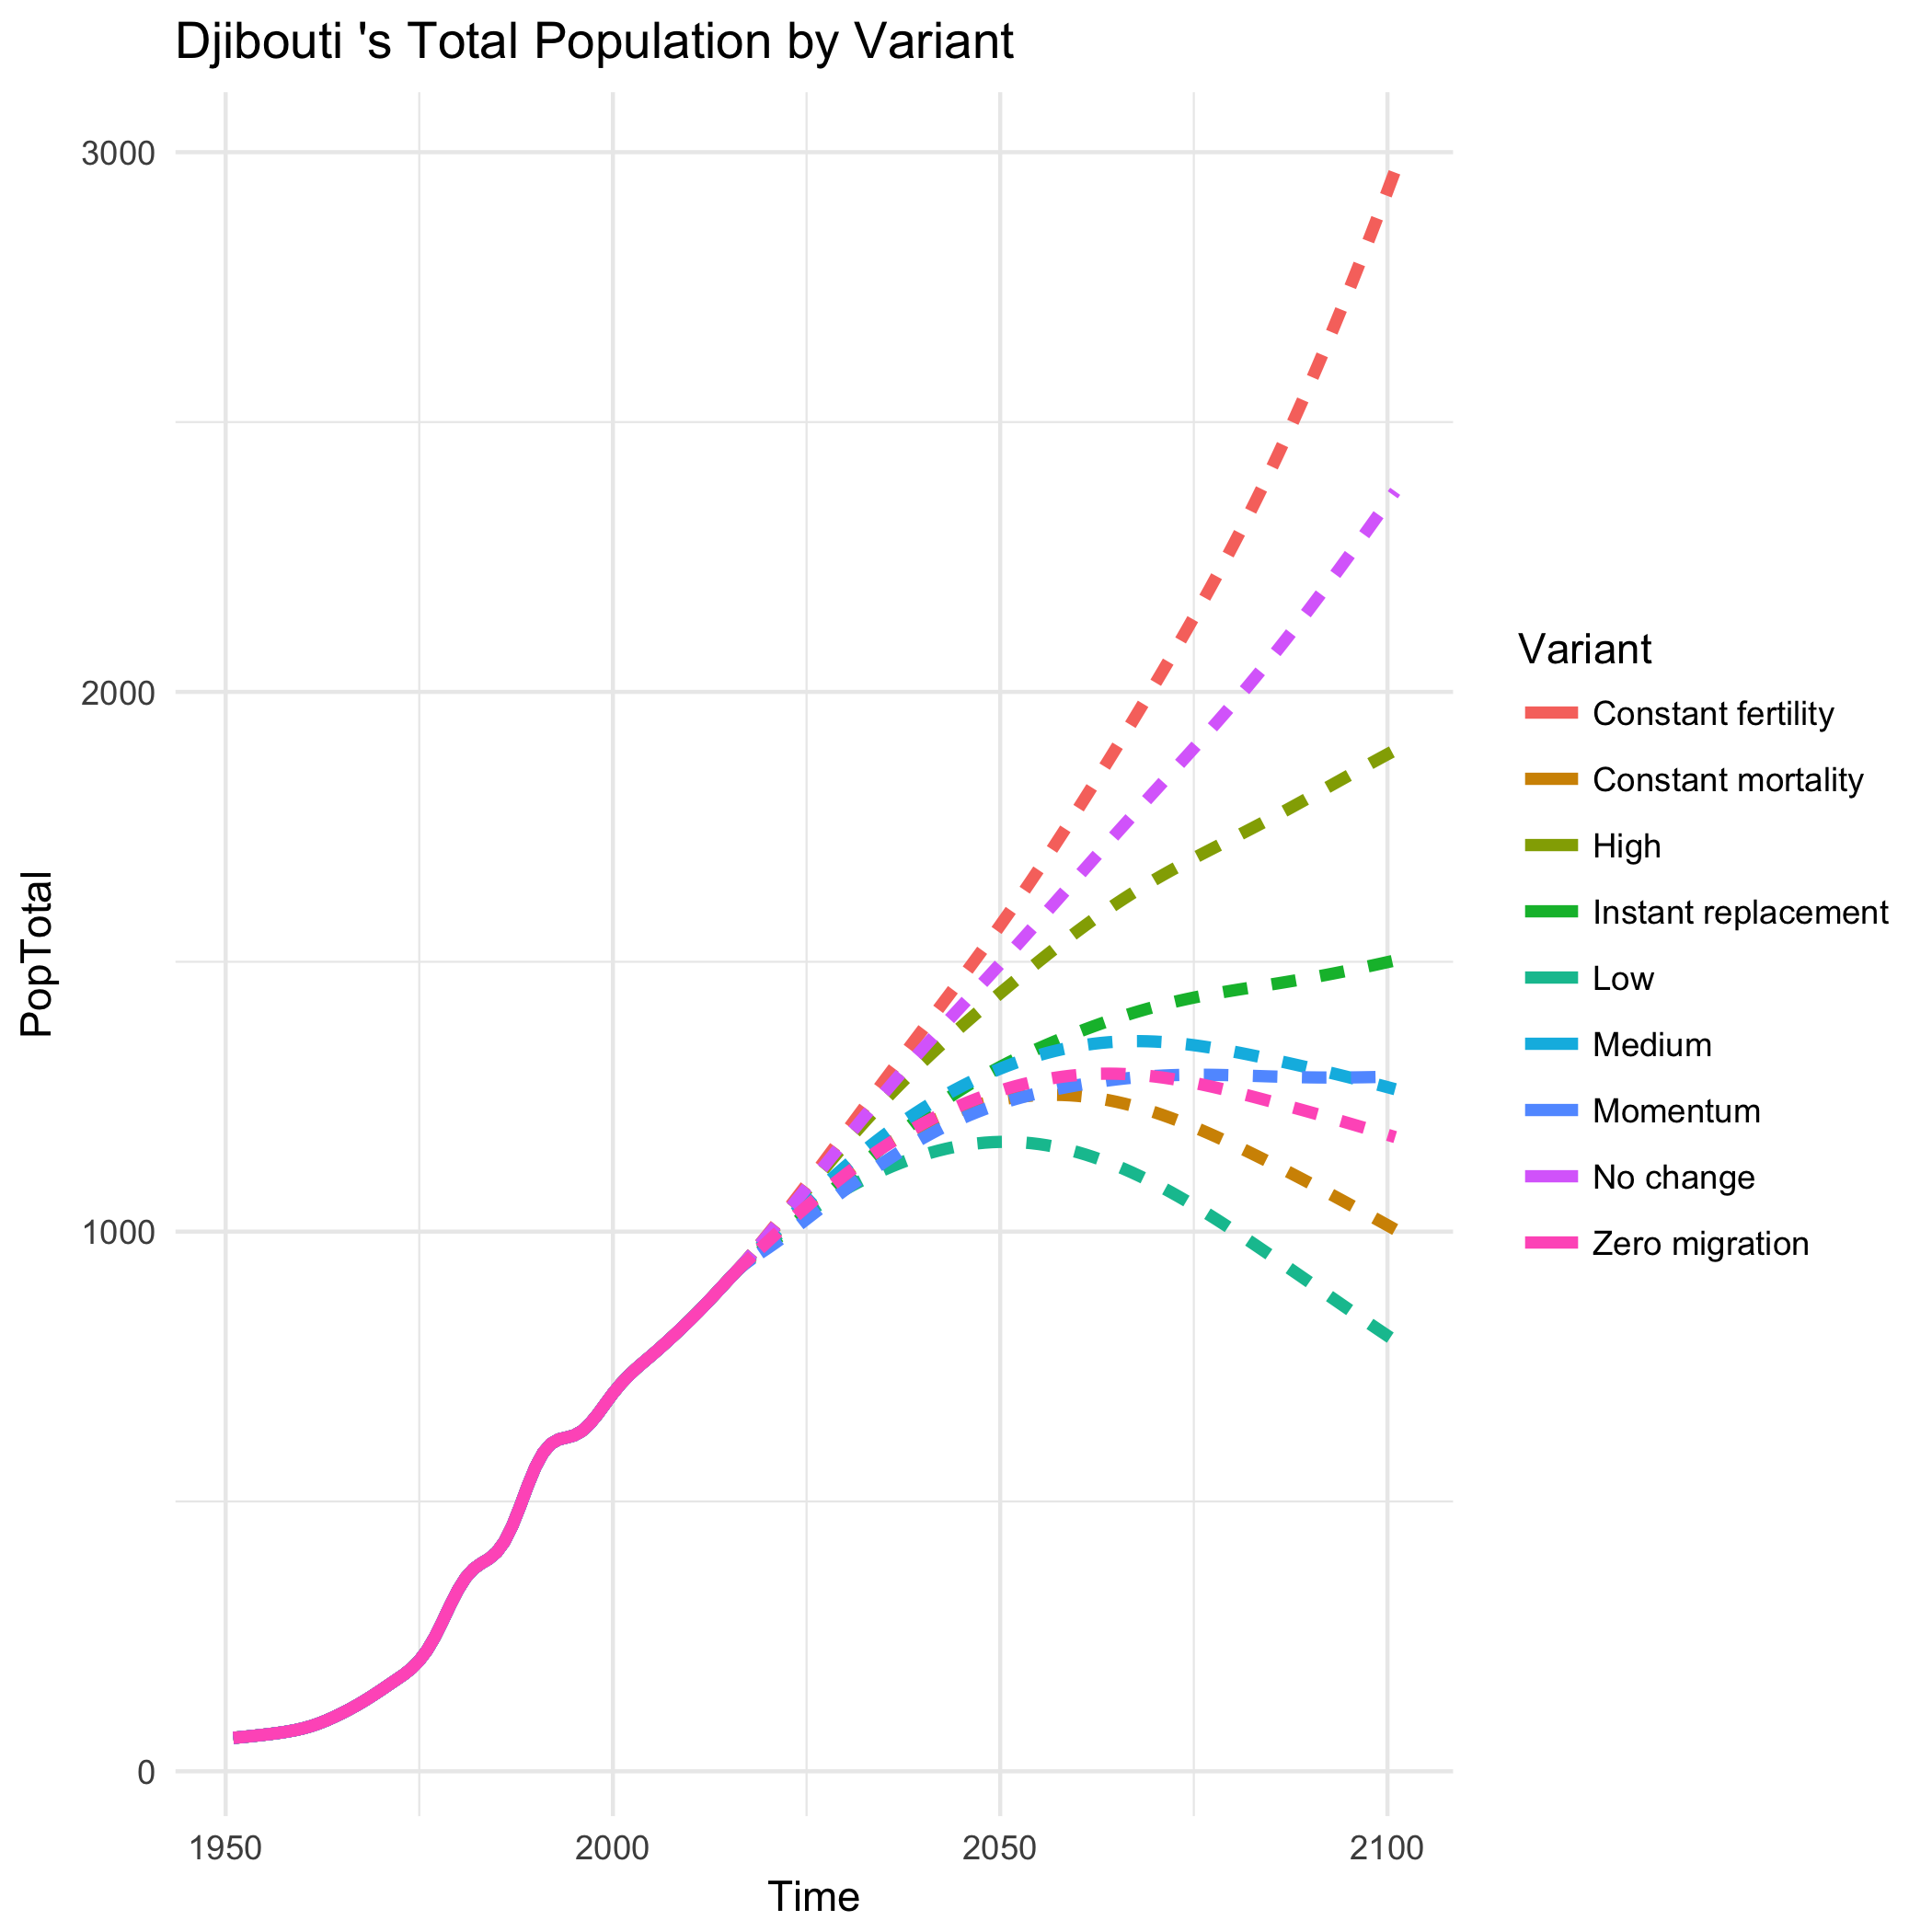 Djibouti 's Total Population by Variant
3000
2000
1000
0
PopTotal
1950
2000
2050
2100
Time
Variant
Constant fertility
Constant mortality
High
Instant replacement
Low
Medium
Momentum
No change
Zero migration